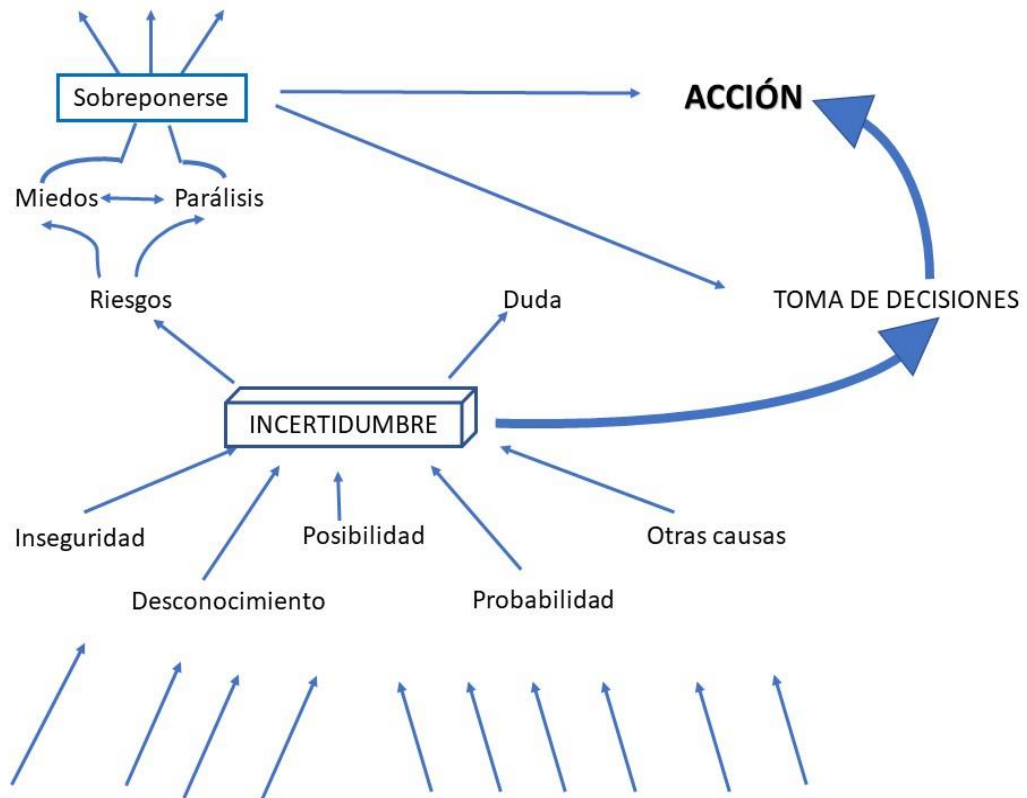 Sobreponerse
ACCIÓN
Miedos
Parálisis
Riesgos
Duda
TOMA DE DECISIONES
INCERTIDUMBRE
Inseguridad
Posibilidad
Otras causas
Desconocimiento
Probabilidad